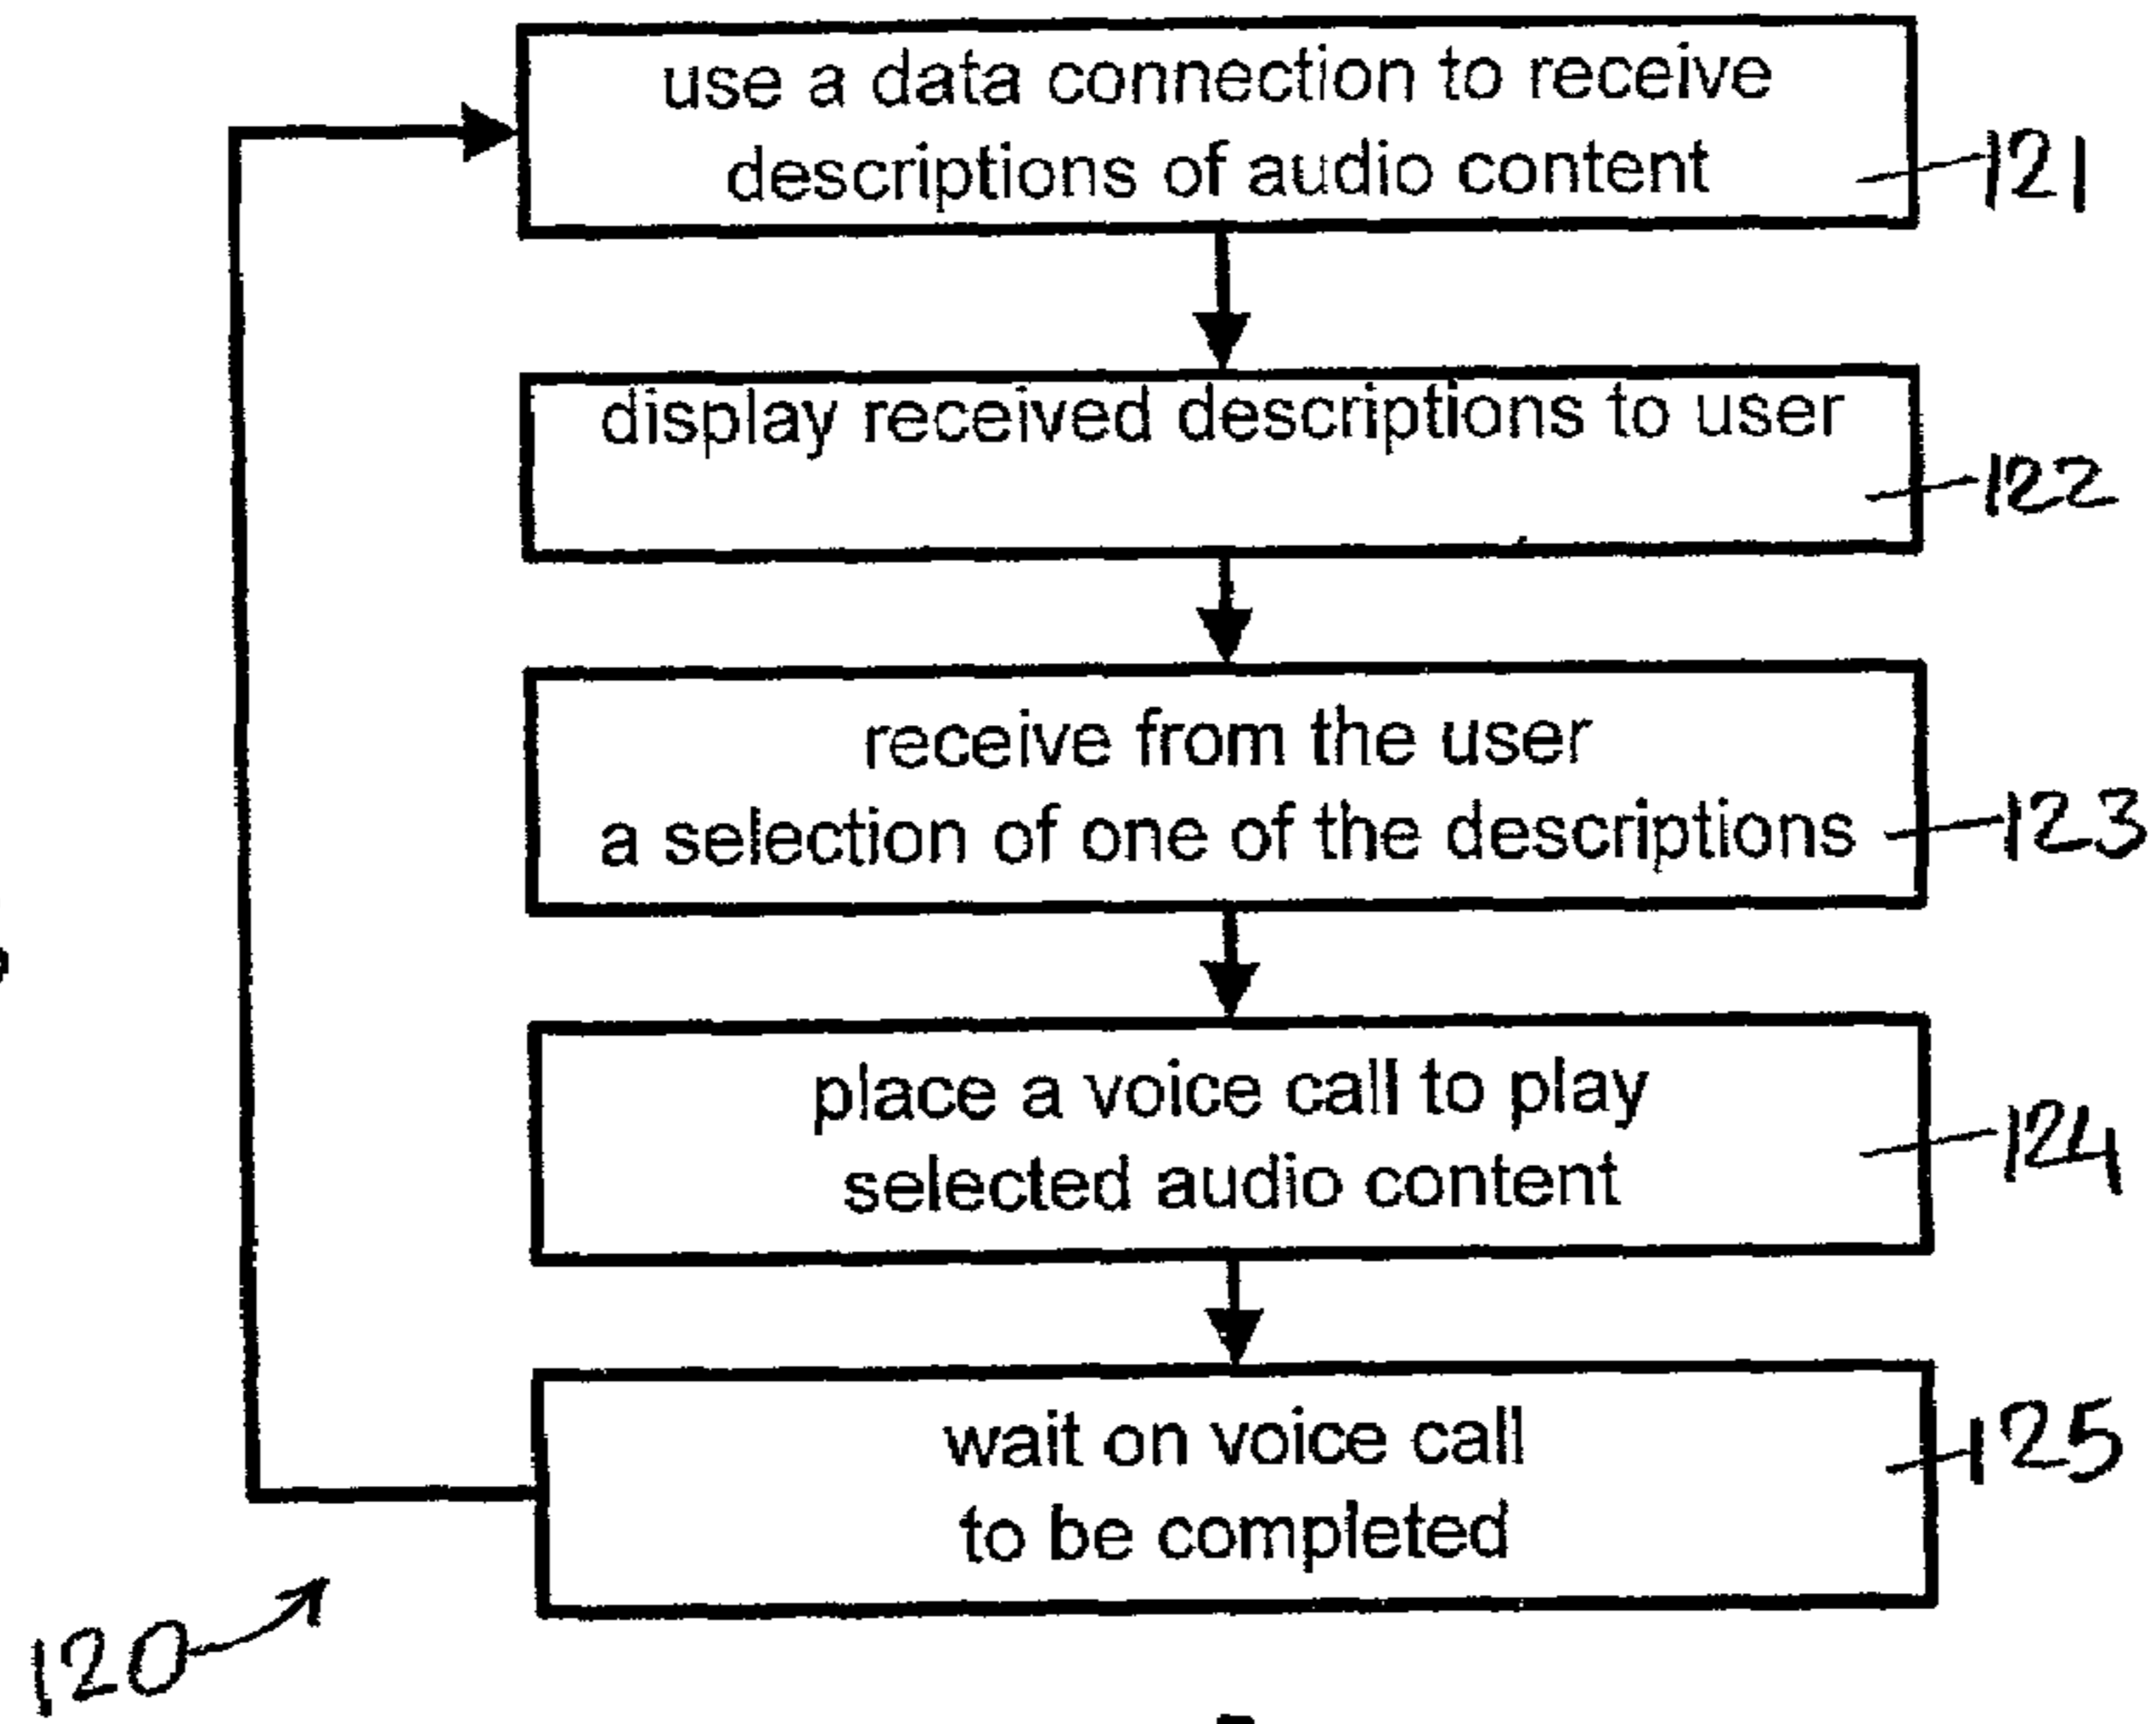 use a data connection to receive
descriptions of audio content
121
display received descriptions to user
122
receive from the user
a selection of one of the descriptions
123
place a voice call to play
selected audio content
124
wait on voice call
to be completed
125
120